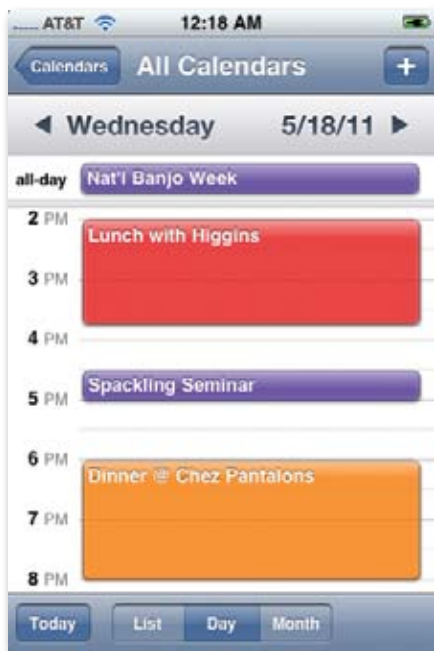 AT&T 12:18 AM
Calendars All Calendars +
Wednesday 5/18/11
all-day Nat'l Banjo Week
2 PM
Lunch with Higgins
3 PM
4 PM
Spackling Seminar
5 PM
6 PM
Dinner @ Chez Pantalons
7 PM
8 PM
Today List Day Month